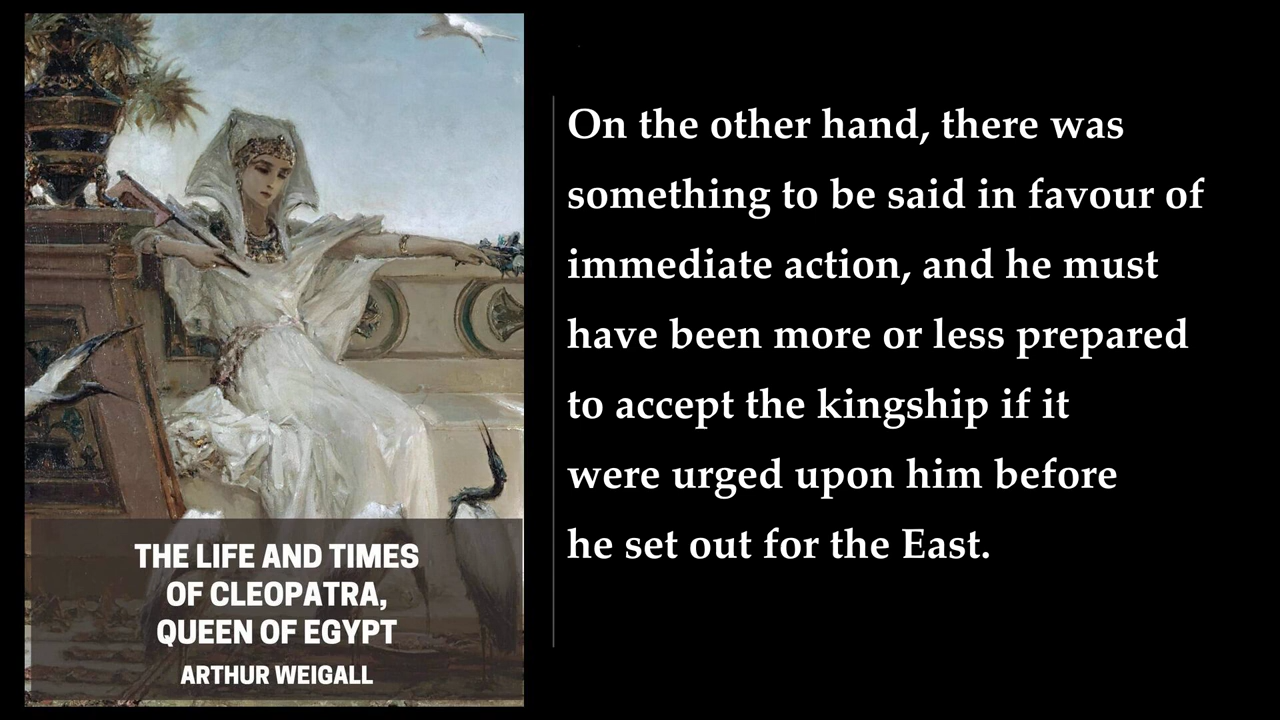 THE LIFE AND TIMES
OF CLEOPATRA,
QUEEN OF EGYPT
ARTHUR WEIGALL
On the other hand, there was
something to be said in favour of
immediate action, and he must
have been more or less prepared
to accept the kingship if it
were urged upon him before
he set out for the East.